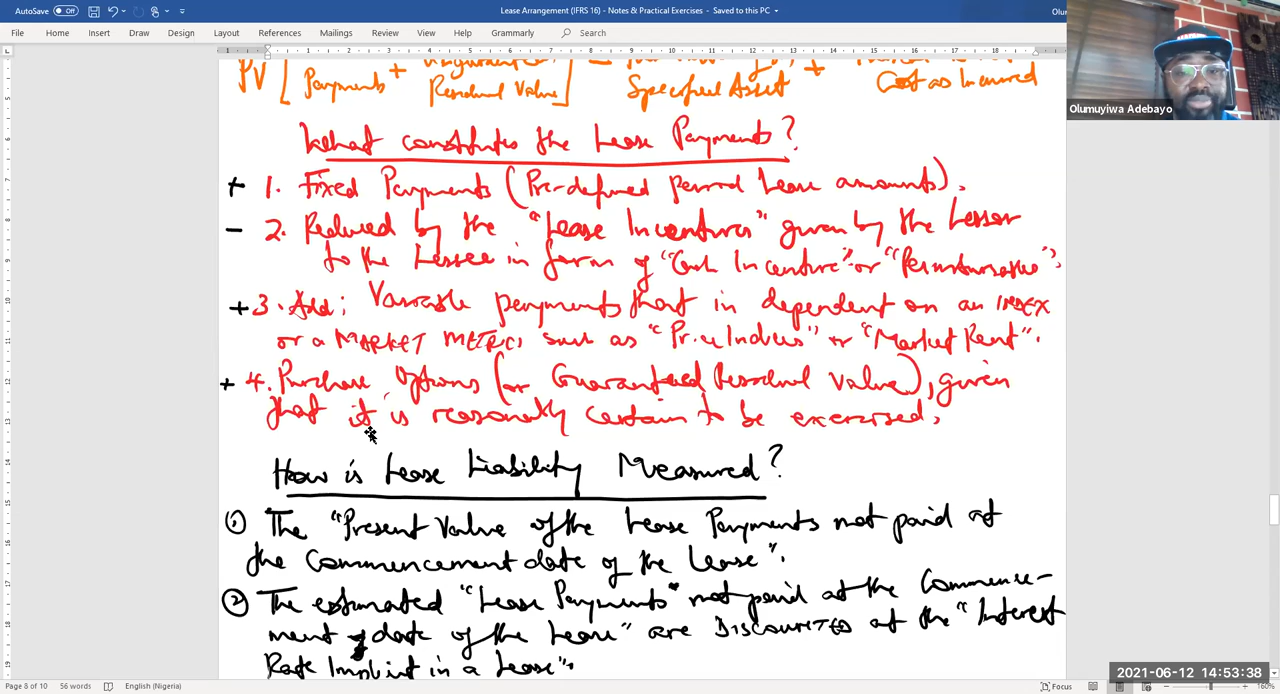 AutoSave Off
Lease Arrangement (IFRS 16) - Notes & Practical Exercises - Saved to this PC
Olu
File Home Insert Draw Design Layout References Mailings Review View Help Grammarly Search
Olumuyiwa Adebayo
PV [ Payments + Residual Value ] = Specified Asset + Cost as Incurred
What constitutes the Lease Payments?
+ 1. Fixed Payments (Pre-defined period Lease amounts).
- 2. Reduced by the "Lease Incentives" given by the Lessor
to the Lessee in form of "Cash Incentive" or
+ 3. Add: Variable payments that in dependent on an INDEX
or a MARKET METRICS such as "Price Indices" or "Market Rent".
+ 4. Purchase Options (or Guaranteed Residual Value), given
that it is reasonably certain to be exercised.
How is Lease Liability Measured?
① The "Present Value of the Lease Payments not paid at
the Commencement date of the Lease".
② The estimated "Lease Payments" not paid at the Commence-
ment date of the Lease" are DISCOUNTED at the "Interest
Rate Implicit in a Lease".
Page 8 of 10 56 words English (Nigeria) Focus 160%
2021-06-12 14:53:38